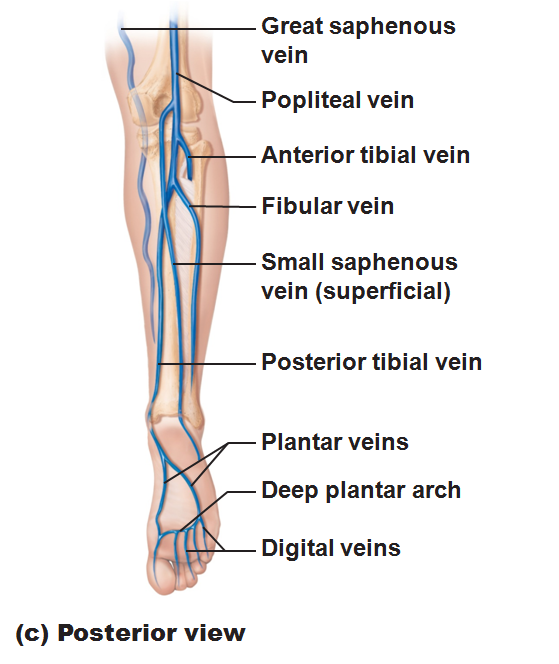 Great saphenous
vein
Popliteal vein
Anterior tibial vein
Fibular vein
Small saphenous
vein (superficial)
Posterior tibial vein
Plantar veins
Deep plantar arch
Digital veins
(c) Posterior view